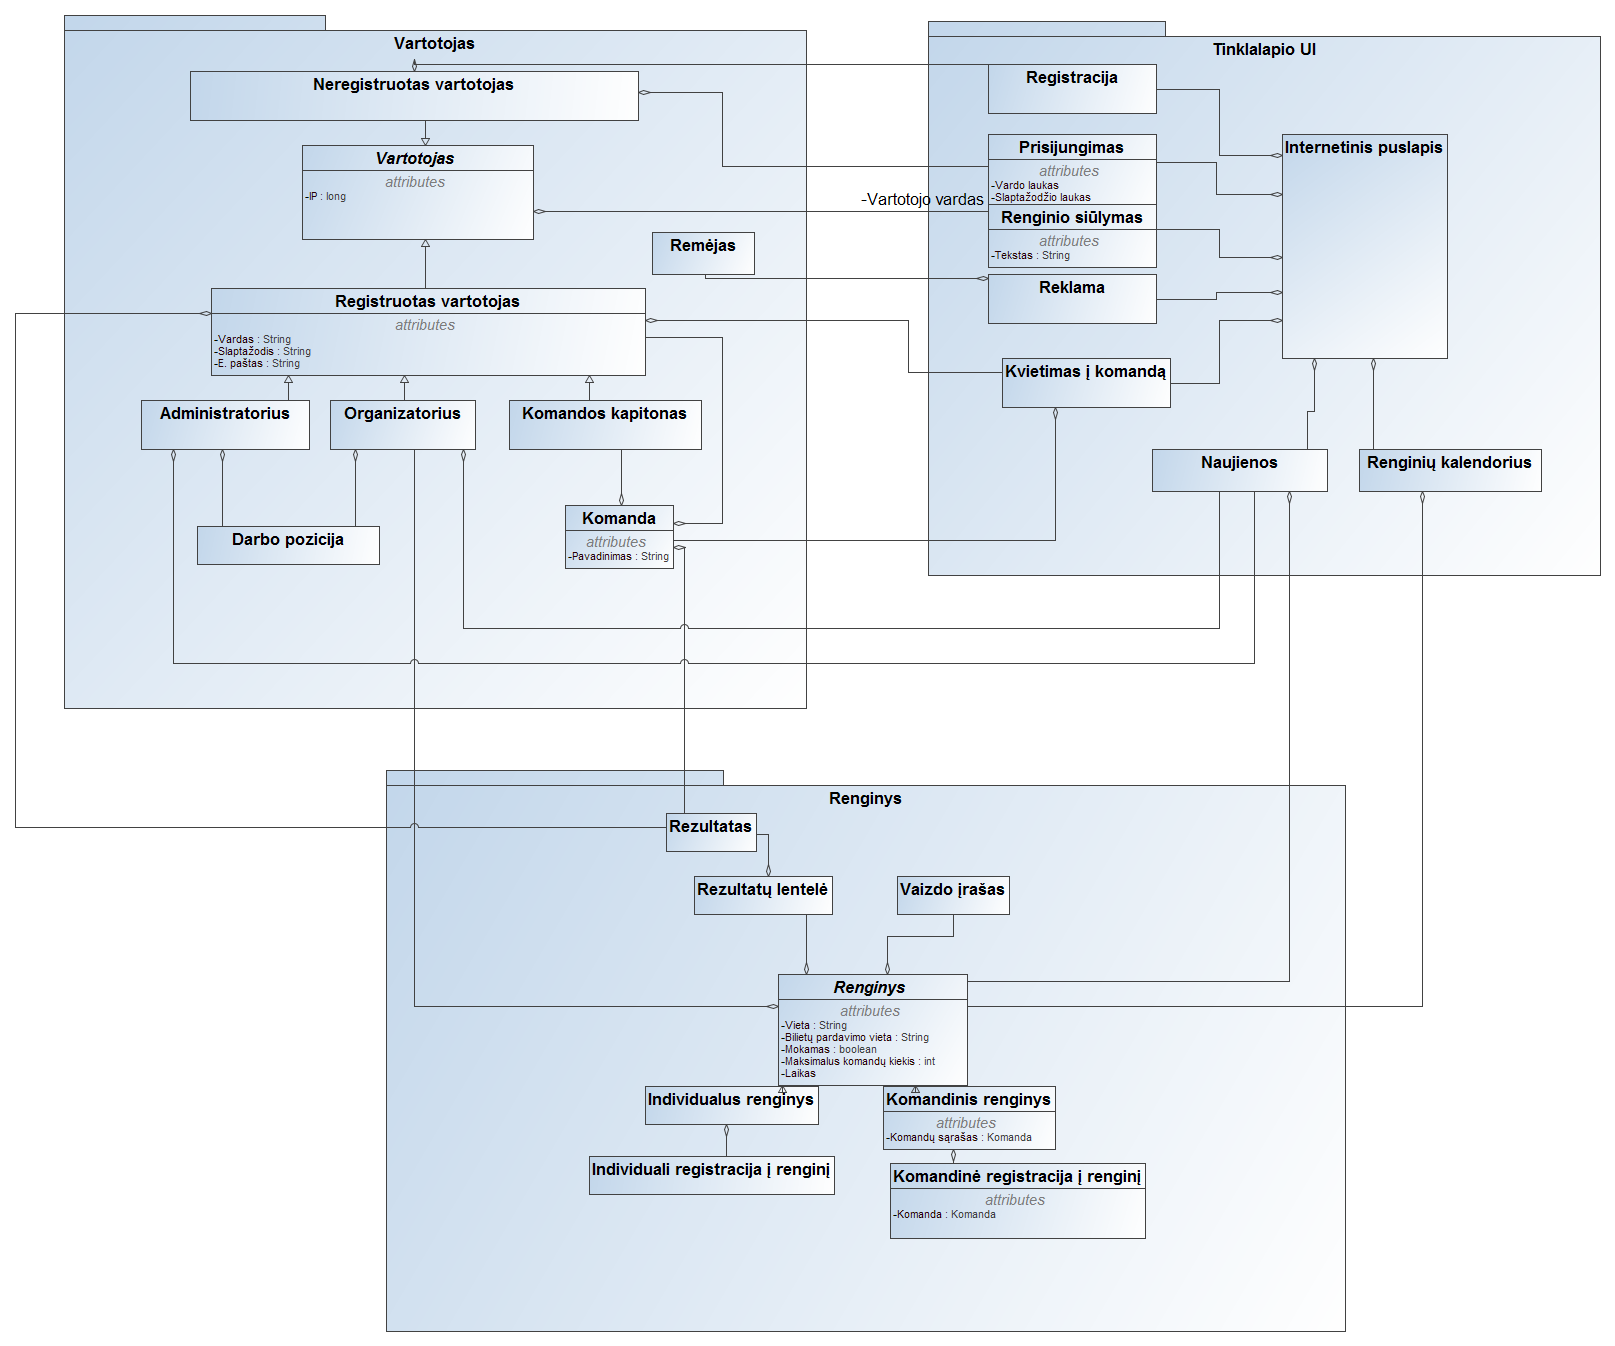 Vartotojas
Neregistruotas vartotojas
Vartotojas
attributes
-IP : long
Remėjas
Registruotas vartotojas
attributes
-Vardas : String
-Slaptažodis : String
-E. paštas : String
Administratorius
Organizatorius
Komandos kapitonas
Darbo pozicija
Komanda
attributes
-Pavadinimas : String
Tinklalapio UI
Registracija
Prisijungimas
attributes
-Vardo laukas
-Slaptažodžio laukas
-Vartotojo vardas
Renginio siūlymas
attributes
-Tekstas : String
Reklama
Kvietimas į komandą
Internetinis puslapis
Naujienos
Renginių kalendorius
Renginys
Rezultatas
Rezultatų lentelė
Vaizdo įrašas
Renginys
attributes
-Vieta : String
-Bilietų pardavimo vieta : String
-Mokamas : boolean
-Maksimalus komandų kiekis : int
-Laikas
Individualus renginys
Individuali registracija į renginį
Komandinis renginys
attributes
-Komandų sąrašas : Komanda
Komandinė registracija į renginį
attributes
-Komanda : Komanda